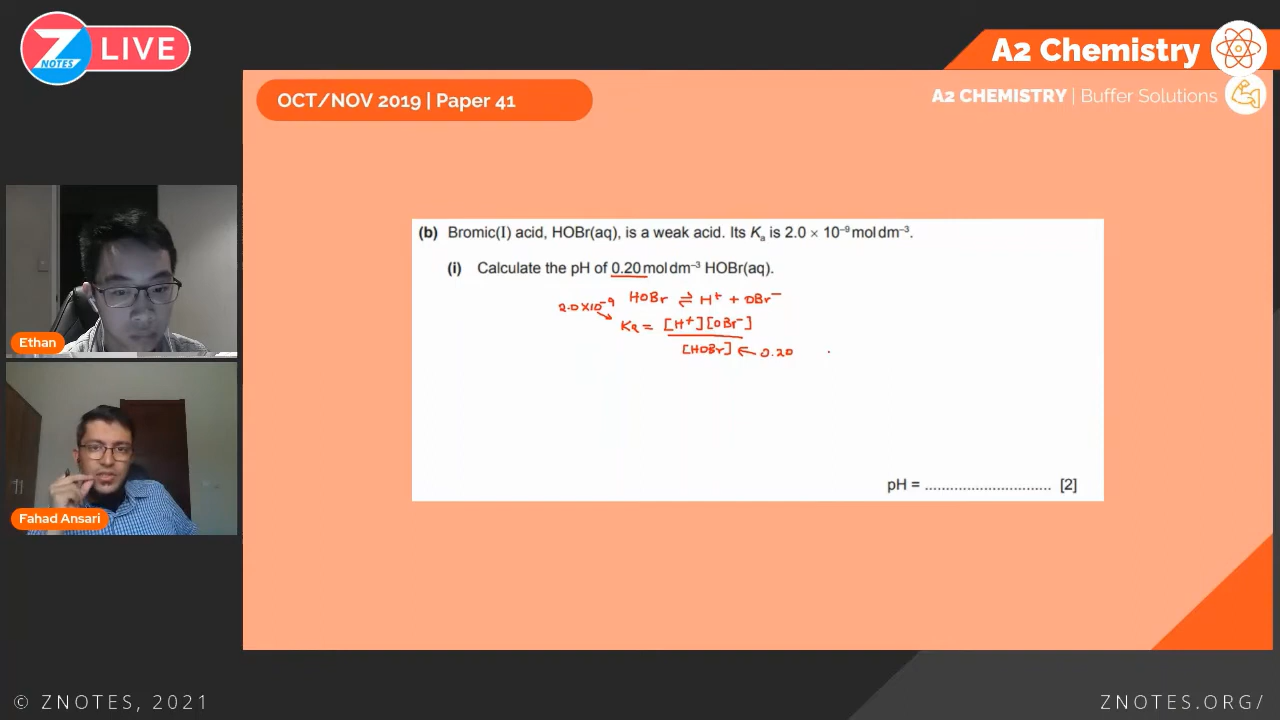 Z NOTES LIVE
A2 Chemistry
OCT/NOV 2019 | Paper 41
A2 CHEMISTRY | Buffer Solutions
(b) Bromic(I) acid, HOBr(aq), is a weak acid. Its Ka is 2.0 × 10⁻⁹ mol dm⁻³.
(i) Calculate the pH of 0.20 mol dm⁻³ HOBr(aq).
HOBr ⇌ H⁺ + OBr⁻
2.0×10⁻⁹
Ka = [H⁺][OBr⁻]
[HOBr] ← 0.20
pH = .............................. [2]
Ethan
Fahad Ansari
© ZNOTES, 2021
ZNOTES.ORG/